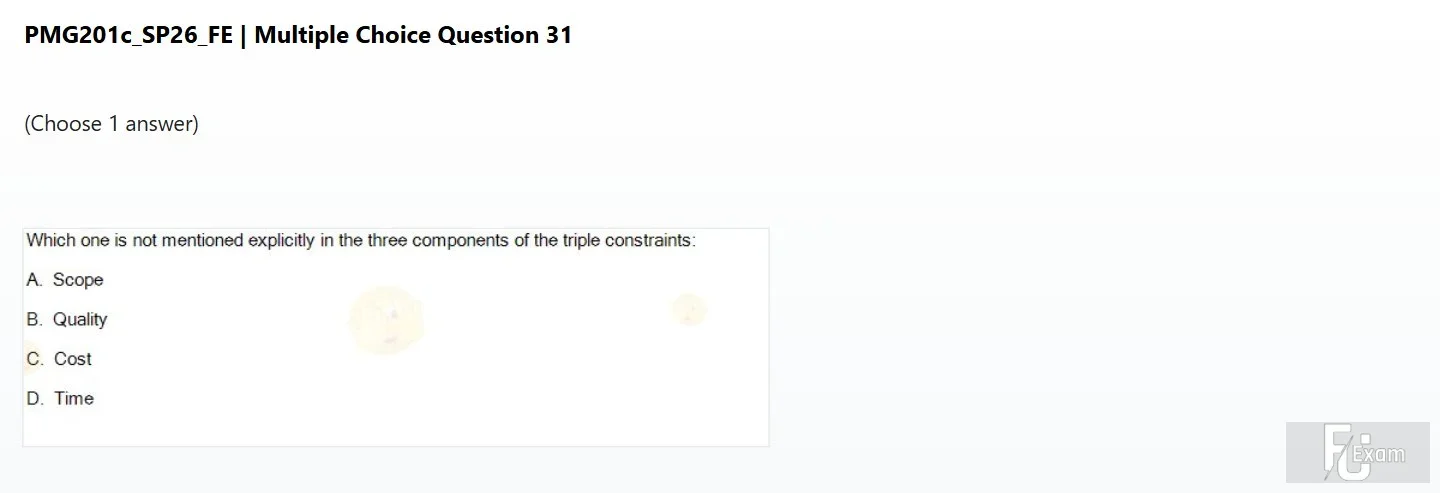 PMG201c_SP26_FE | Multiple Choice Question 31
(Choose 1 answer)
Which one is not mentioned explicitly in the three components of the triple constraints:
A. Scope
B. Quality
C. Cost
D. Time
FU Exam